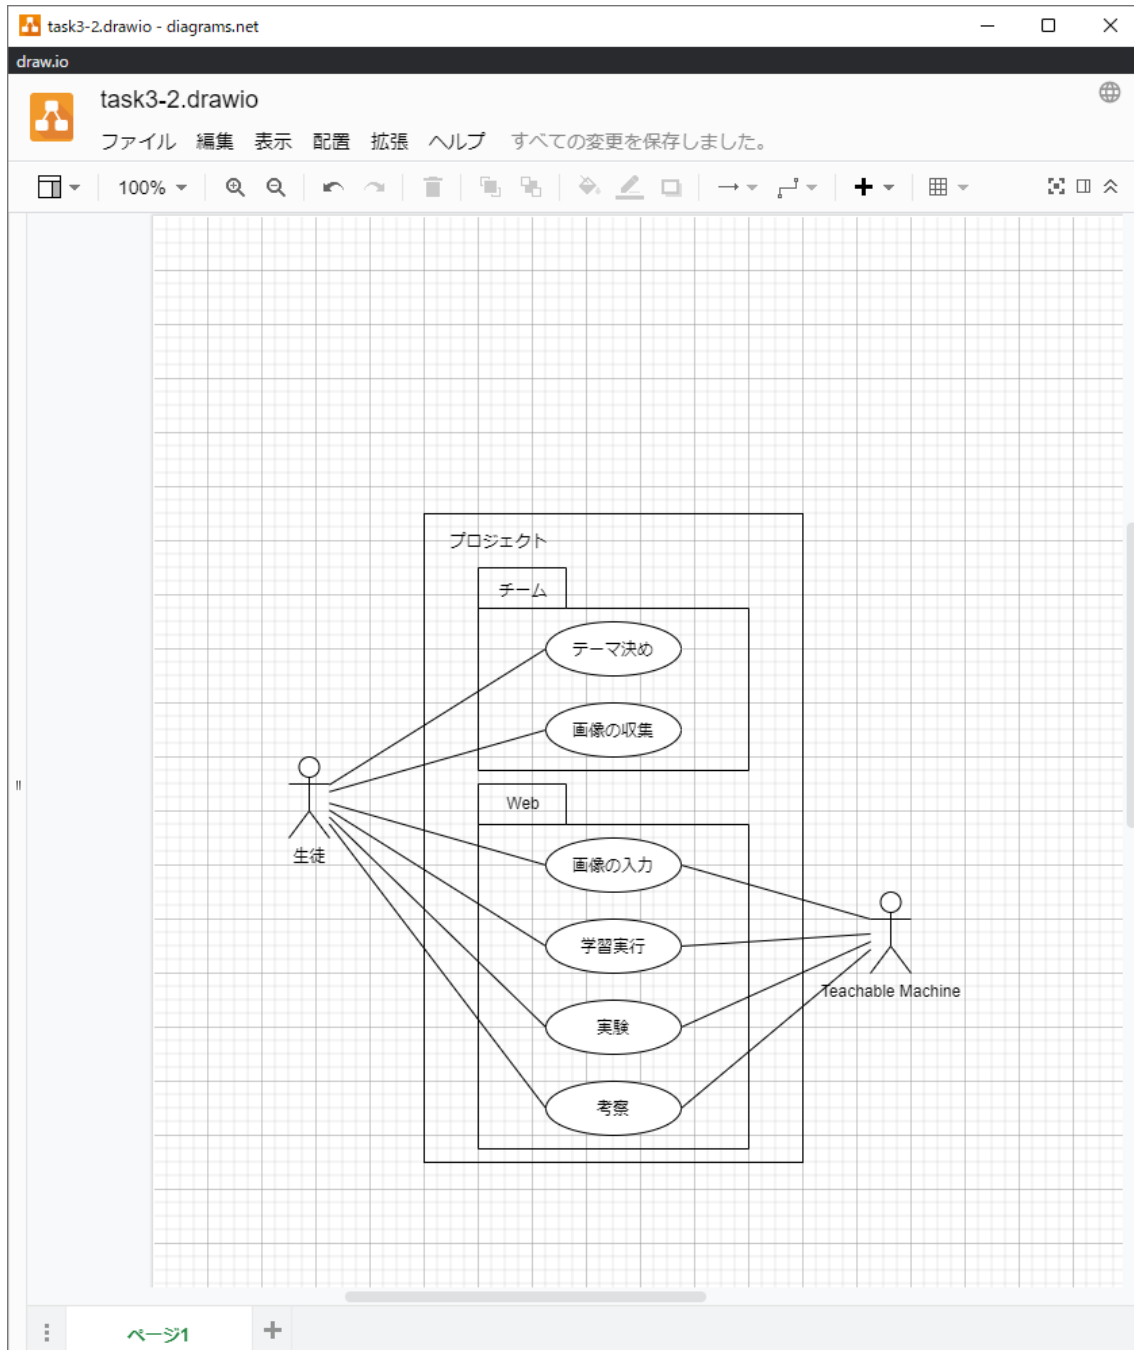 task3-2.drawio - diagrams.net
draw.io
task3-2.drawio
ファイル 編集 表示 配置 拡張 ヘルプ すべての変更を保存しました。
100%
プロジェクト
チーム
テーマ決め
画像の収集
生徒
Web
画像の入力
学習実行
Teachable Machine
実験
考察
ページ1